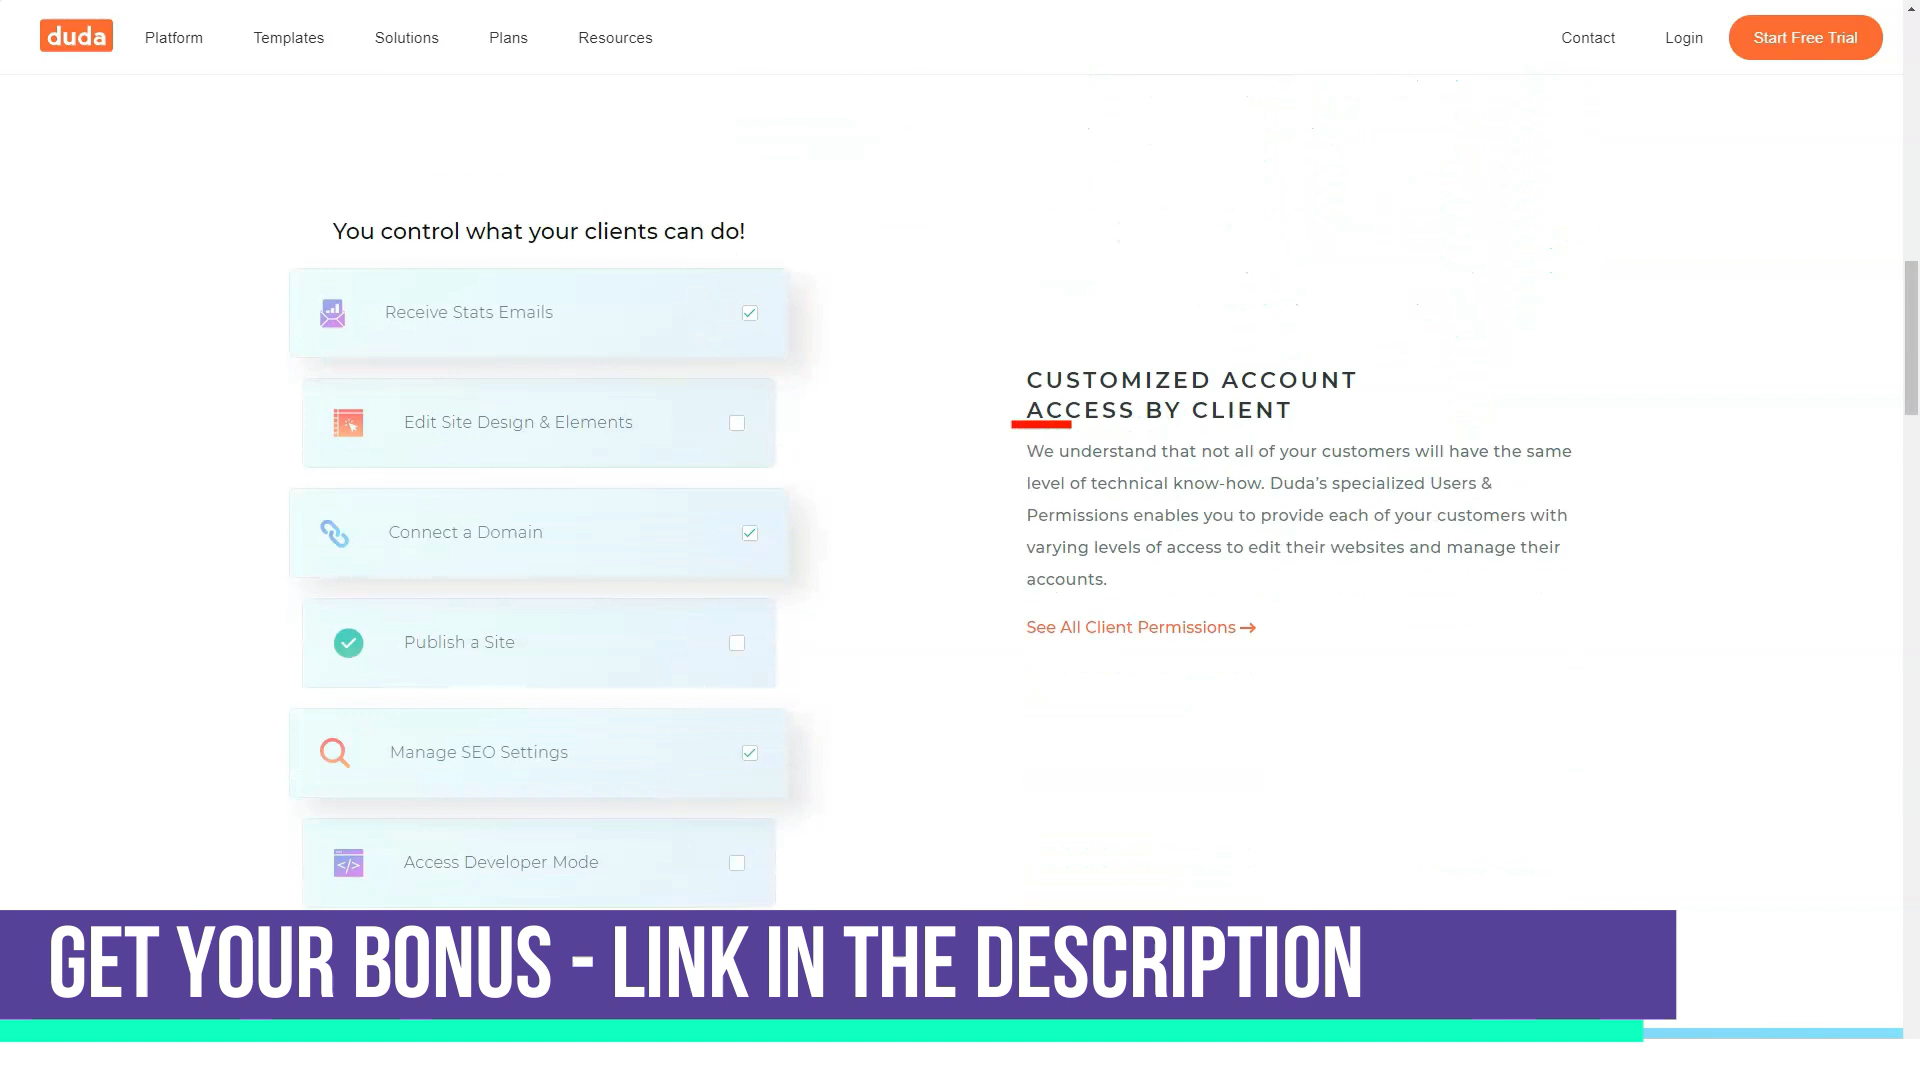 duda
Platform
Templates
Solutions
Plans
Resources
Contact
Login
Start Free Trial
You control what your clients can do!
Receive Stats Emails
Edit Site Design & Elements
Connect a Domain
Publish a Site
Manage SEO Settings
Access Developer Mode
CUSTOMIZED ACCOUNT
ACCESS BY CLIENT
We understand that not all of your customers will have the same
level of technical know-how. Duda's specialized Users &
Permissions enables you to provide each of your customers with
varying levels of access to edit their websites and manage their
accounts.
See All Client Permissions →
GET YOUR BONUS - LINK IN THE DESCRIPTION